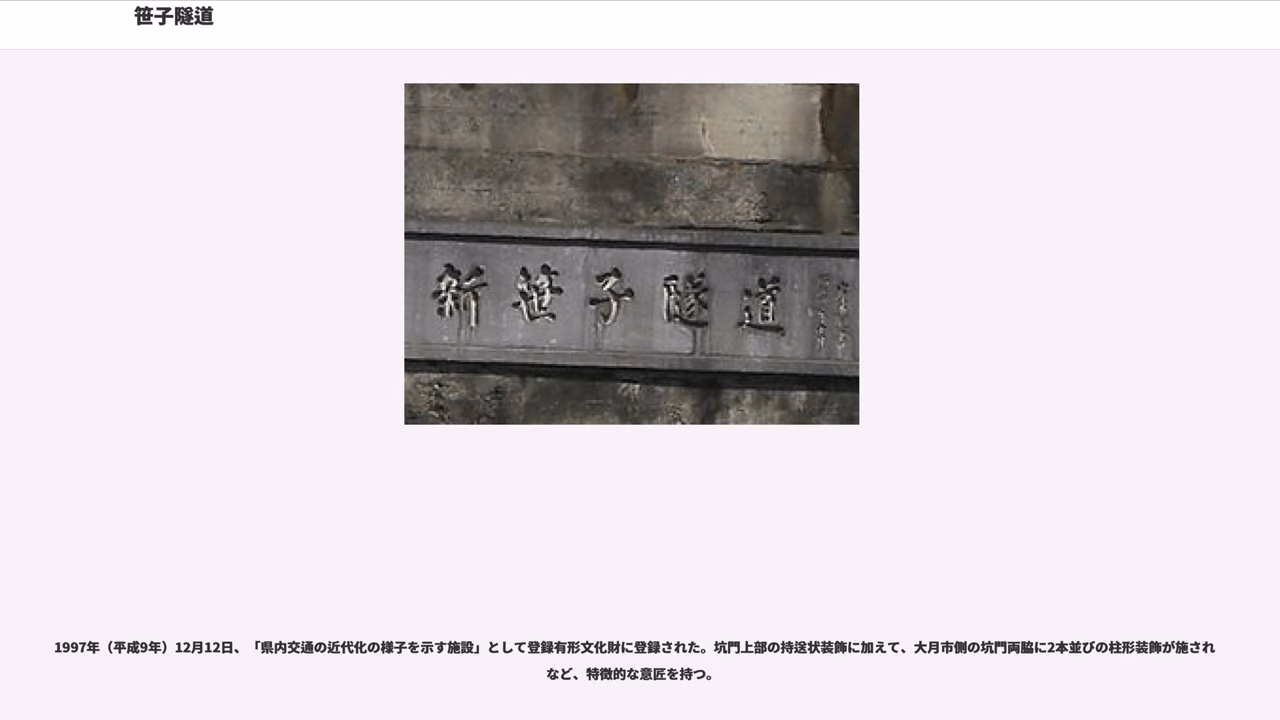 笹子隧道
新笹子隧道
1997年（平成9年）12月12日、「県内交通の近代化の様子を示す施設」として登録有形文化財に登録された。坑門上部の持送状装飾に加えて、大月市側の坑門両脇に2本並びの柱形装飾が施され
など、特徴的な意匠を持つ。